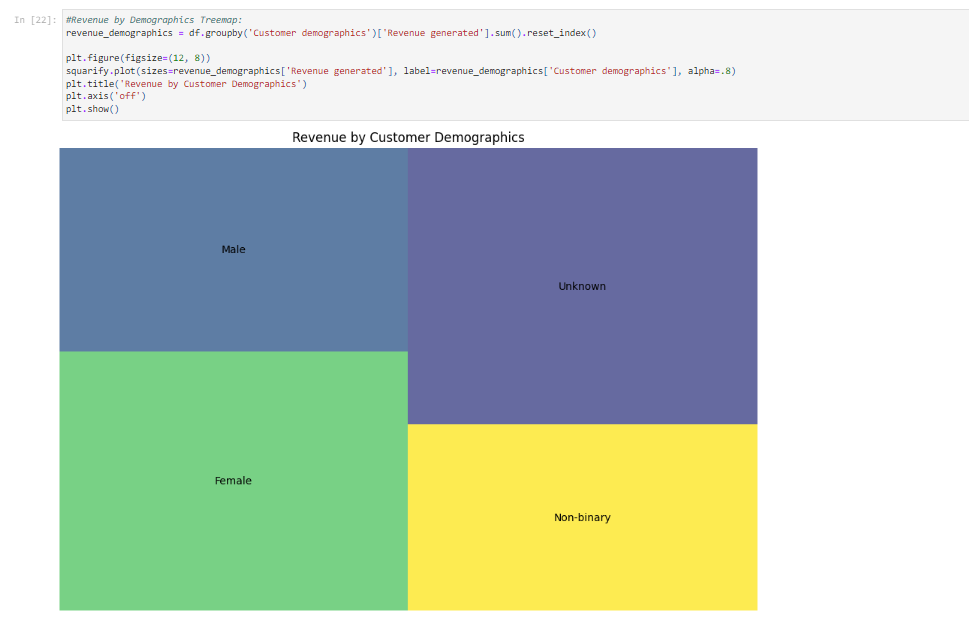 In [22]: #Revenue by Demographics Treemap:
revenue_demographics = df.groupby('Customer demographics')['Revenue generated'].sum().reset_index()
plt.figure(figsize=(12, 8))
squarify.plot(sizes=revenue_demographics['Revenue generated'], label=revenue_demographics['Customer demographics'], alpha=.8)
plt.title('Revenue by Customer Demographics')
plt.axis('off')
plt.show()
Revenue by Customer Demographics
Male
Unknown
Female
Non-binary